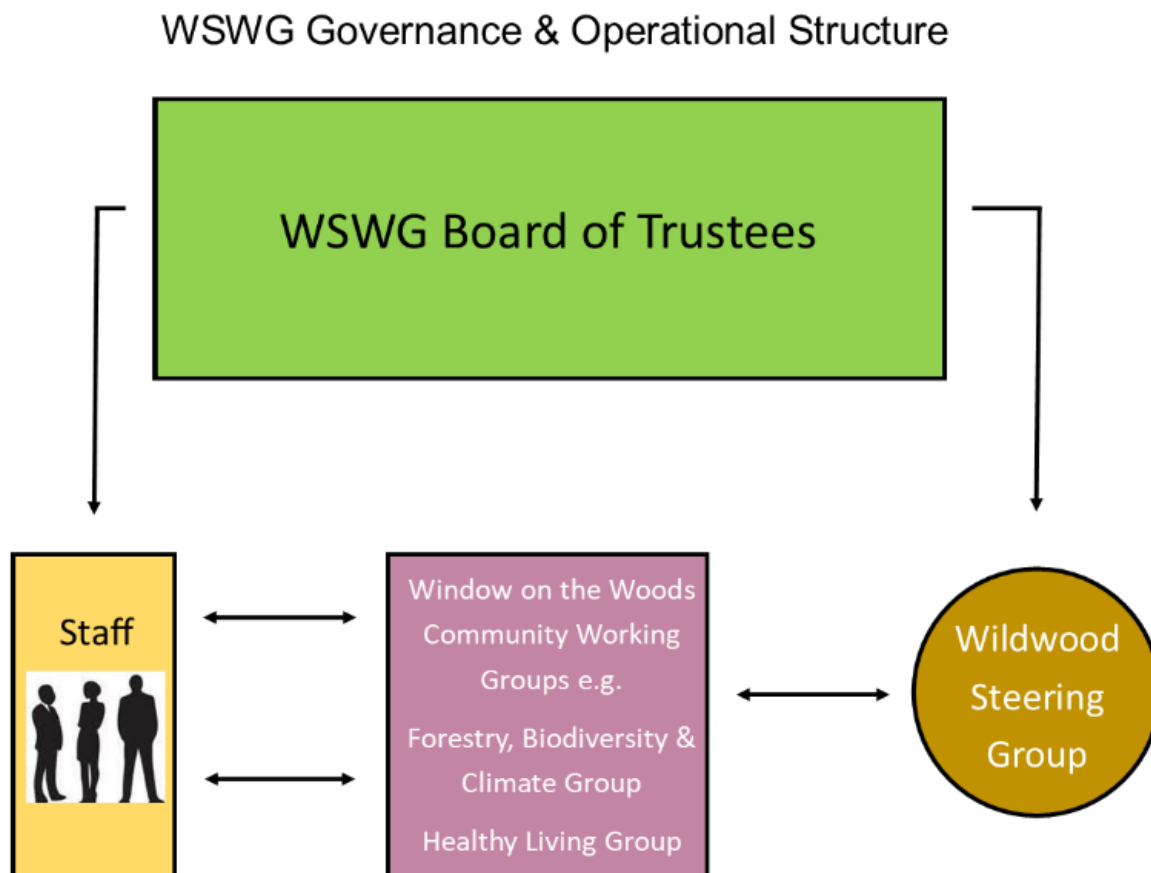 WSWG Governance & Operational Structure
WSWG Board of Trustees
Staff
Window on the Woods
Community Working
Groups e.g.
Forestry, Biodiversity &
Climate Group
Healthy Living Group
Wildwood
Steering
Group